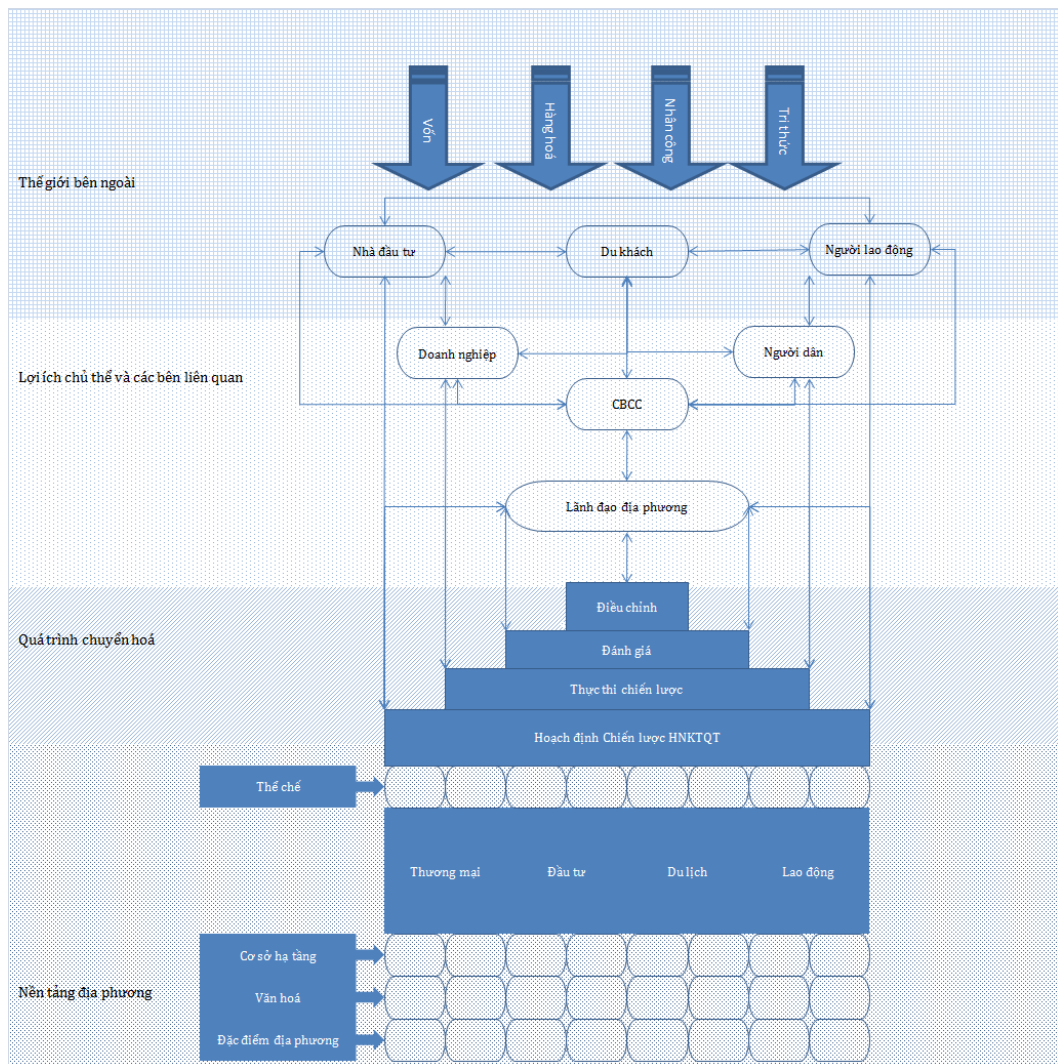 Vốn
Hàng hoá
Nhân công
Tri thức
Thế giới bên ngoài
Nhà đầu tư
Du khách
Người lao động
Doanh nghiệp
Người dân
Lợi ích chủ thể và các bên liên quan
CBCC
Lãnh đạo địa phương
Điều chỉnh
Quá trình chuyển hoá
Đánh giá
Thực thi chiến lược
Hoạch định Chiến lược HNKTQT
Thể chế
Thương mại
Đầu tư
Du lịch
Lao động
Cơ sở hạ tầng
Nền tảng địa phương
Văn hoá
Đặc điểm địa phương